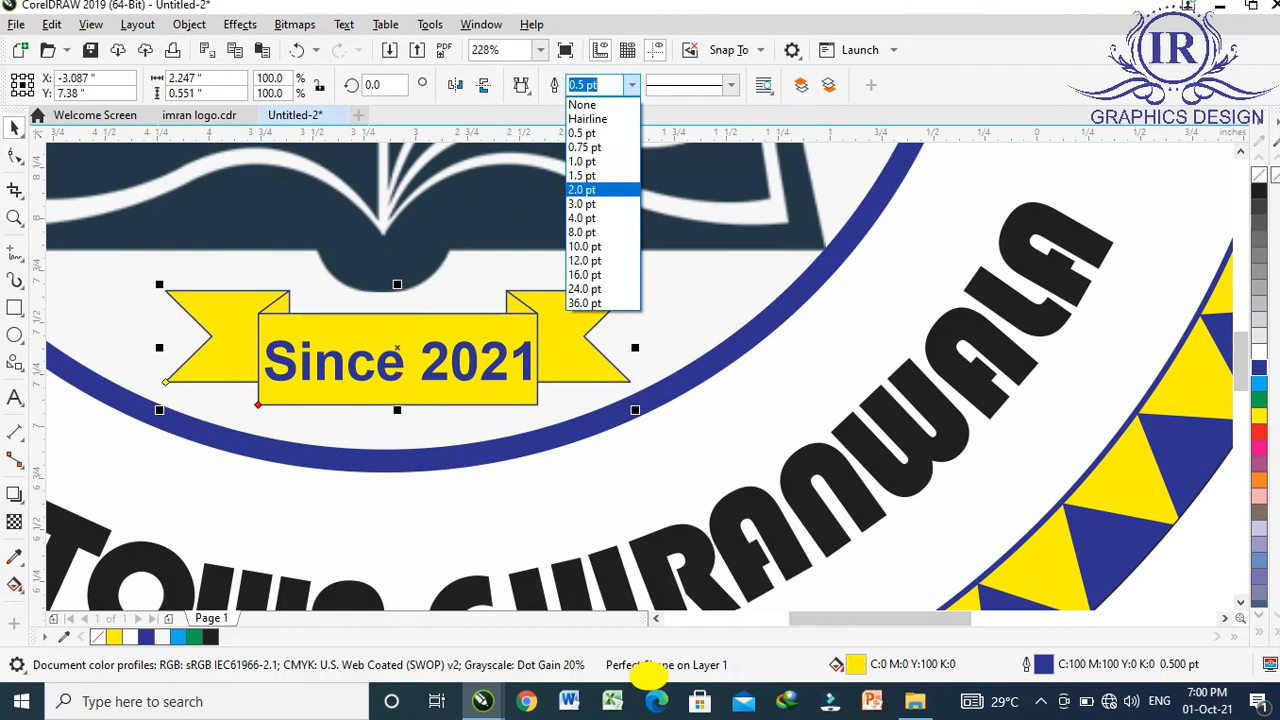 CorelDRAW 2019 (64-Bit) - Untitled-2*
File Edit View Layout Object Effects Bitmaps Text Table Tools Window Help
228% Snap To Launch
X: -3.087 " 2.247 " 100.0 % 0.0 0.5 pt
Y: 7.38 " 0.551 " 100.0 %
IR
GRAPHICS DESIGN
Welcome Screen imran logo.cdr Untitled-2*
None
Hairline
0.5 pt
0.75 pt
1.0 pt
1.5 pt
2.0 pt
3.0 pt
4.0 pt
8.0 pt
10.0 pt
12.0 pt
16.0 pt
24.0 pt
36.0 pt
inches
Since 2021
GUJRANWALA
1 of 1 Page 1
Document color profiles: RGB: sRGB IEC61966-2.1; CMYK: U.S. Web Coated (SWOP) v2; Grayscale: Dot Gain 20% Perfect Shape on Layer 1 C:0 M:0 Y:100 K:0 C:100 M:100 Y:0 K:0 0.500 pt
Type here to search 29°C ENG 7:00 PM
01-Oct-21